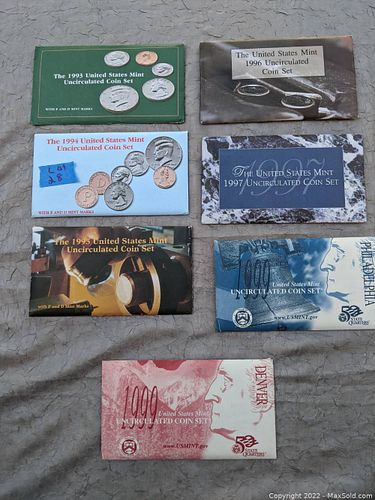 The 1993 United States Mint
Uncirculated Coin Set
WITH P AND D MINT MARKS
The United States Mint
1996 Uncirculated
Coin Set
The 1994 United States Mint
Uncirculated Coin Set
Lot
28
WITH P AND D MINT MARKS
1997
THE UNITED STATES MINT
1997 UNCIRCULATED COIN SET
The 1995 United States Mint
Uncirculated Coin Set
with P and D Mint Marks
1999
United States Mint
UNCIRCULATED COIN SET
www.USMINT.gov
PHILADELPHIA
50
STATE
QUARTERS
1999
United States Mint
UNCIRCULATED COIN SET
www.USMINT.gov
DENVER
50
STATE
QUARTERS
Copyright 2022 - MaxSold.com